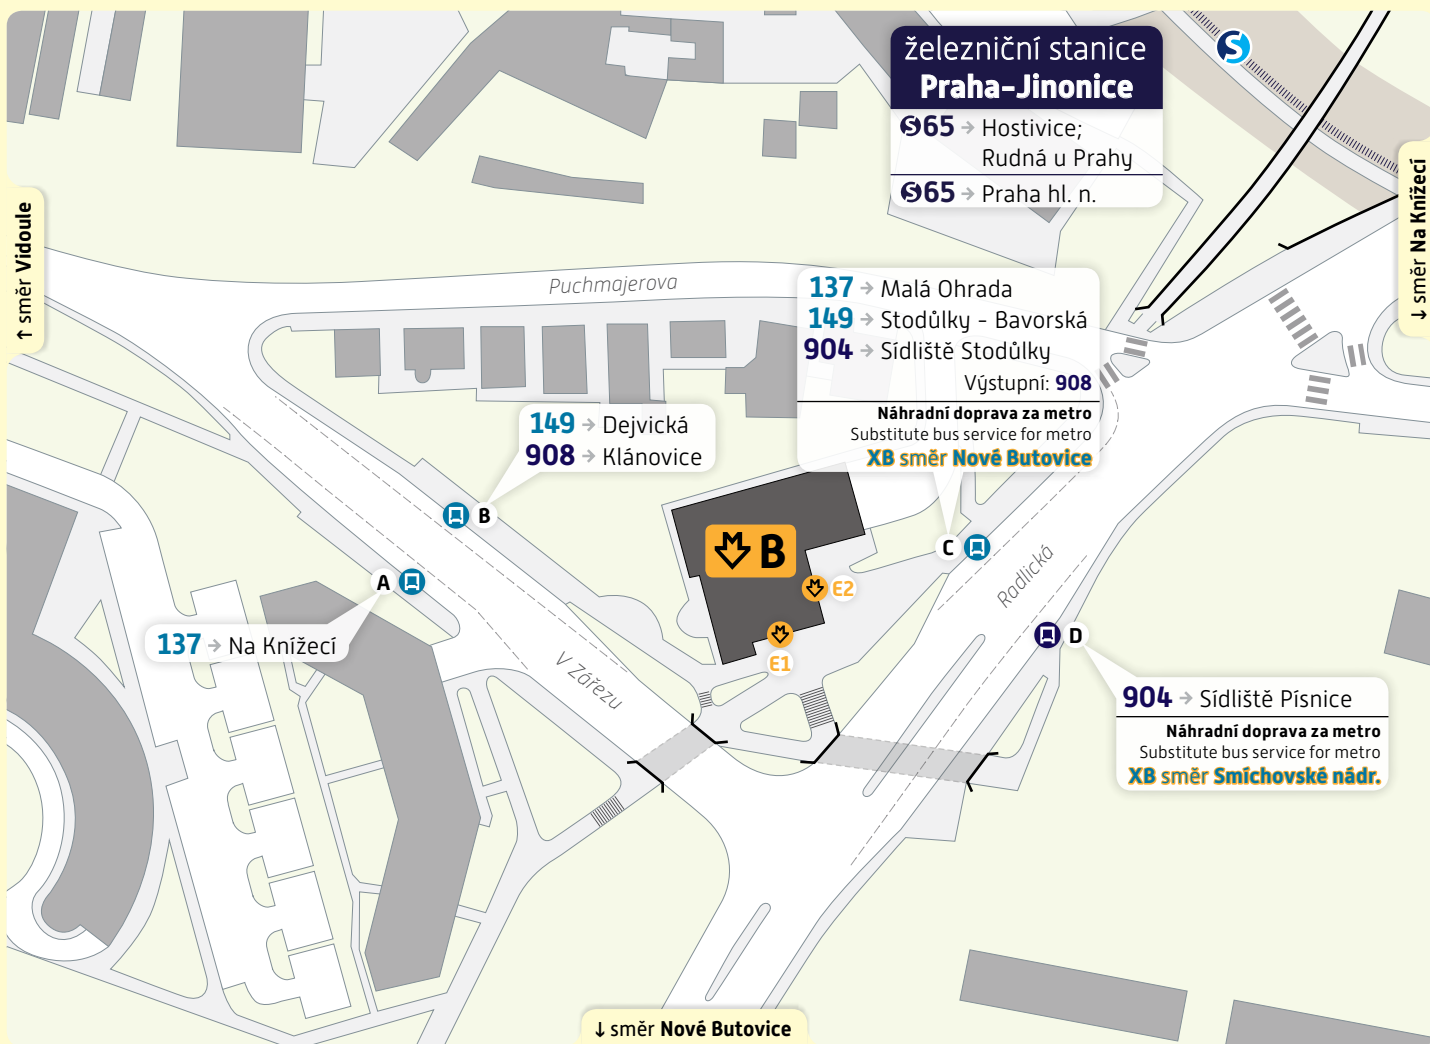 železniční stanice
Praha-Jinonice
S65 → Hostivice;
Rudná u Prahy
S65 → Praha hl. n.
↑ směr Vidoule
↓ směr Na Knížecí
Puchmajerova
137 → Malá Ohrada
149 → Stodůlky - Bavorská
904 → Sídliště Stodůlky
Výstupní: 908
Náhradní doprava za metro
Substitute bus service for metro
XB směr Nové Butovice
149 → Dejvická
908 → Klánovice
B
A
137 → Na Knížecí
B
C
E2
E1
Radlická
V Zářezu
D
904 → Sídliště Písnice
Náhradní doprava za metro
Substitute bus service for metro
XB směr Smíchovské nádr.
↓ směr Nové Butovice